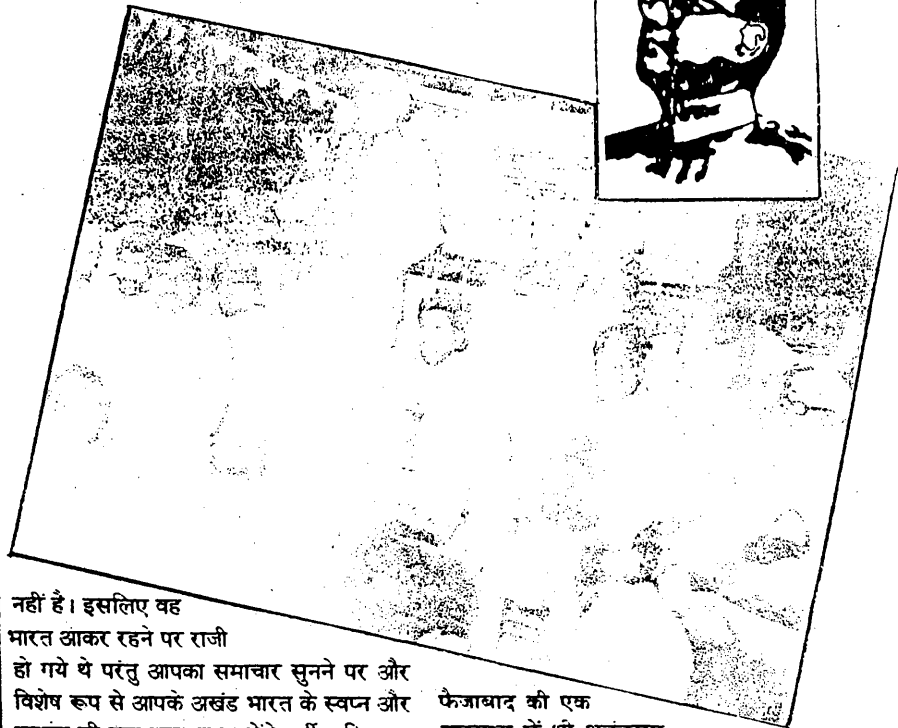 नहीं है। इसलिए वह
भारत आकर रहने पर राजी
हो गये थे परंतु आपका समाचार सुनने पर और
विशेष रूप से आपके अखंड भारत के स्वप्न और
फैजाबाद की एक